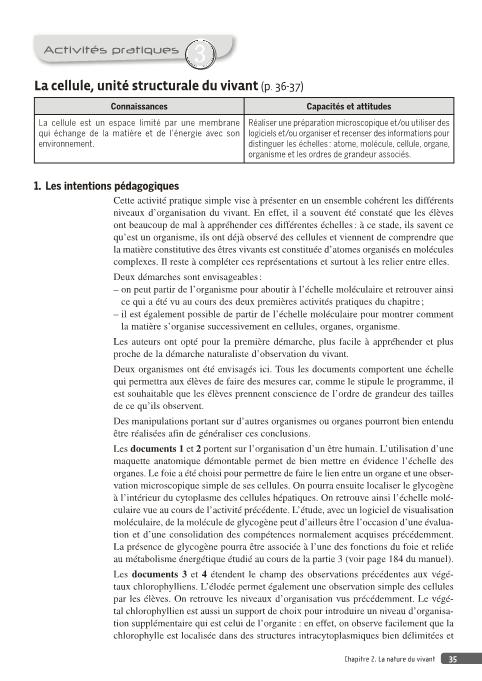 Activités pratiques 3
La cellule, unité structurale du vivant (p. 36-37)
Connaissances
Capacités et attitudes
La cellule est un espace limité par une membrane
qui échange de la matière et de l'énergie avec son
environnement.
Réaliser une préparation microscopique et/ou utiliser des
logiciels et/ou organiser et recenser des informations pour
distinguer les échelles : atome, molécule, cellule, organe,
organisme et les ordres de grandeur associés.
1. Les intentions pédagogiques
Cette activité pratique simple vise à présenter en un ensemble cohérent les différents
niveaux d'organisation du vivant. En effet, il a souvent été constaté que les élèves
ont beaucoup de mal à appréhender ces différentes échelles : à ce stade, ils savent ce
qu'est un organisme, ils ont déjà observé des cellules et viennent de comprendre que
la matière constitutive des êtres vivants est constituée d'atomes organisés en molécules
complexes. Il reste à compléter ces représentations et surtout à les relier entre elles.
Deux démarches sont envisageables :
– on peut partir de l'organisme pour aboutir à l'échelle moléculaire et retrouver ainsi
ce qui a été vu au cours des deux premières activités pratiques du chapitre ;
– il est également possible de partir de l'échelle moléculaire pour montrer comment
la matière s'organise successivement en cellules, organes, organisme.
Les auteurs ont opté pour la première démarche, plus facile à appréhender et plus
proche de la démarche naturaliste d'observation du vivant.
Deux organismes ont été envisagés ici. Tous les documents comportent une échelle
qui permettra aux élèves de faire des mesures car, comme le stipule le programme, il
est souhaitable que les élèves prennent conscience de l'ordre de grandeur des tailles
de ce qu'ils observent.
Des manipulations portant sur d'autres organismes ou organes pourront bien entendu
être réalisées afin de généraliser ces conclusions.
Les documents 1 et 2 portent sur l'organisation d'un être humain. L'utilisation d'une
maquette anatomique démontable permet de bien mettre en évidence l'échelle des
organes. Le foie a été choisi pour permettre de faire le lien entre un organe et une obser-
vation microscopique simple de ses cellules. On pourra ensuite localiser le glycogène
à l'intérieur du cytoplasme des cellules hépatiques. On retrouve ainsi l'échelle molé-
culaire vue au cours de l'activité précédente. L'étude, avec un logiciel de visualisation
moléculaire, de la molécule de glycogène peut d'ailleurs être l'occasion d'une évalua-
tion et d'une consolidation des compétences normalement acquises précédemment.
La présence de glycogène pourra être associée à l'une des fonctions du foie et reliée
au métabolisme énergétique étudié au cours de la partie 3 (voir page 184 du manuel).
Les documents 3 et 4 étendent le champ des observations précédentes aux végé-
taux chlorophylliens. L'élodée permet également une observation simple des cellules
par les élèves. On retrouve les niveaux d'organisation vus précédemment. Le végé-
tal chlorophyllien est aussi un support de choix pour introduire un niveau d'organisa-
tion supplémentaire qui est celui de l'organite : en effet, on observe facilement que la
chlorophylle est localisée dans des structures intracytoplasmiques bien délimitées et
Chapitre 2. La nature du vivant 35